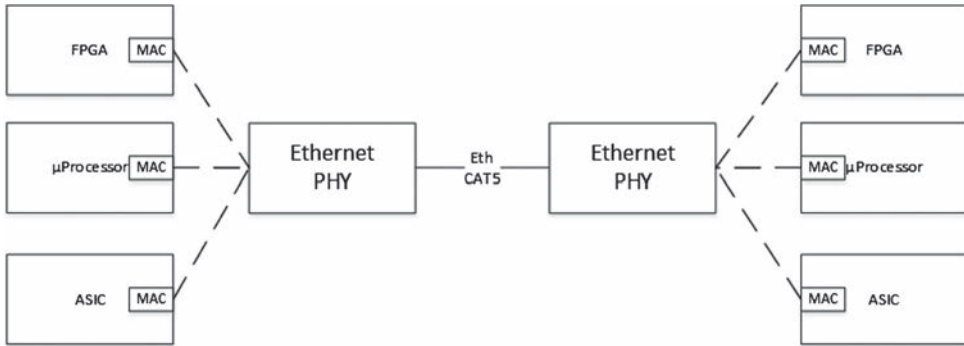 FPGA MAC
µProcessor MAC
ASIC MAC
Ethernet
PHY
Eth
CAT5
Ethernet
PHY
MAC FPGA
MAC µProcessor
MAC ASIC